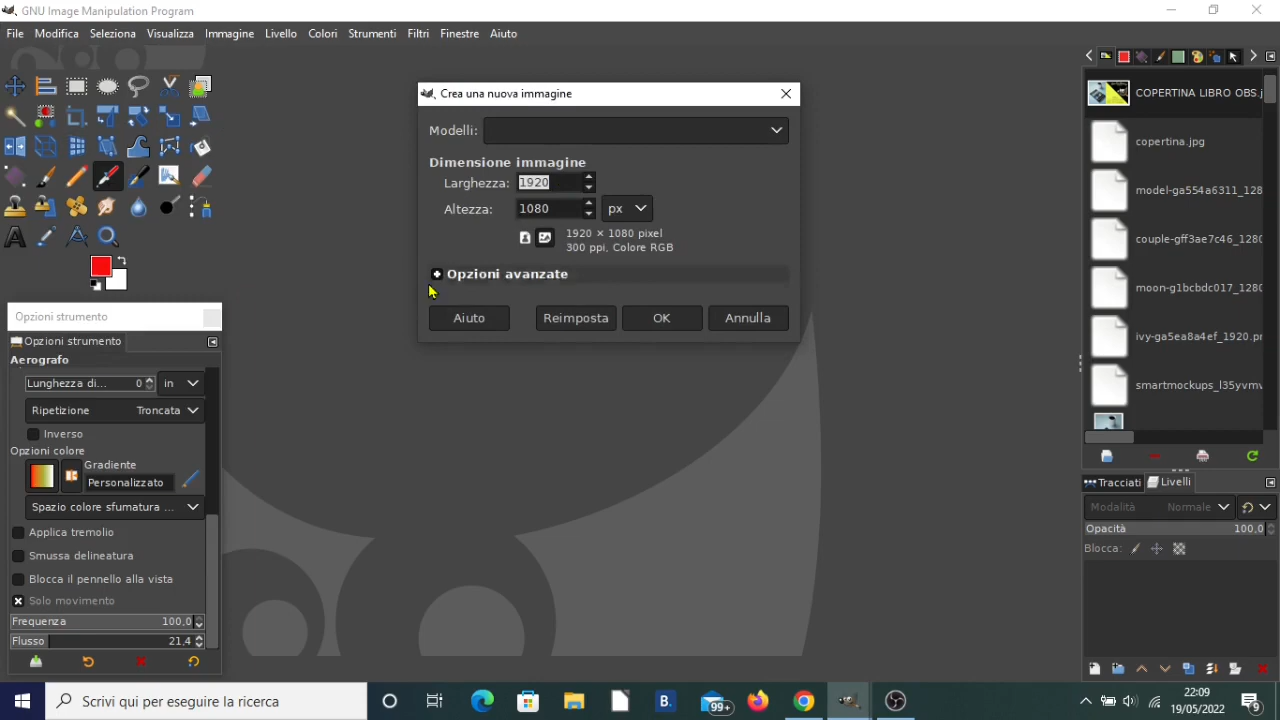 GNU Image Manipulation Program
File Modifica Seleziona Visualizza Immagine Livello Colori Strumenti Filtri Finestre Aiuto
Crea una nuova immagine
Modelli:
Dimensione immagine
Larghezza: 1920
Altezza: 1080 px
1920 × 1080 pixel
300 ppi, Colore RGB
Opzioni avanzate
Aiuto Reimposta OK Annulla
Opzioni strumento
Opzioni strumento
Aerografo
Lunghezza di... 0 in
Ripetizione Troncata
Inverso
Opzioni colore
Gradiente
Personalizzato
Spazio colore sfumatura ...
Applica tremolio
Smussa delineatura
Blocca il pennello alla vista
Solo movimento
Frequenza 100,0
Flusso 21,4
COPERTINA LIBRO OBS.j
copertina.jpg
model-ga554a6311_128
couple-gff3ae7c46_1280
moon-g1bcbdc017_1280
ivy-ga5ea8a4ef_1920.pr
smartmockups_l35yvmv
Tracciati Livelli
Modalità Normale
Opacità 100,0
Blocca:
Scrivi qui per eseguire la ricerca
B.
99+
22:09
19/05/2022
9